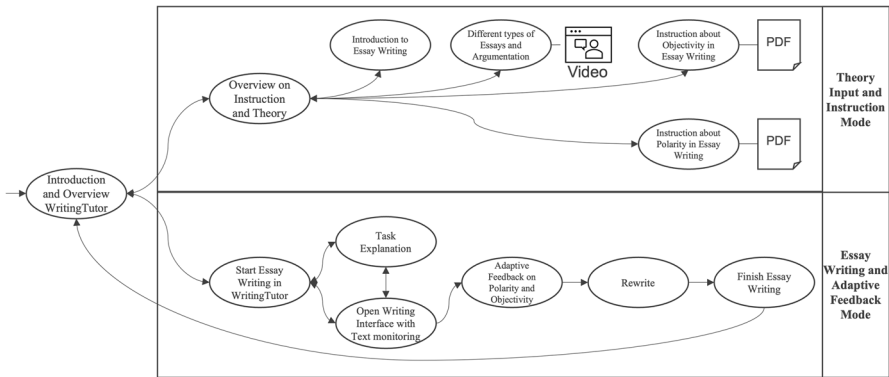 Introduction to
Essay Writing
Different types of
Essays and
Argumentation
Video
Instruction about
Objectivity in
Essay Writing
PDF
Overview on
Instruction
and Theory
Instruction about
Polarity in Essay
Writing
PDF
Theory
Input and
Instruction
Mode
Introduction
and Overview
WritingTutor
Task
Explanation
Start Essay
Writing in
WritingTutor
Open Writing
Interface with
Text monitoring
Adaptive
Feedback on
Polarity and
Objectivity
Rewrite
Finish Essay
Writing
Essay
Writing and
Adaptive
Feedback
Mode